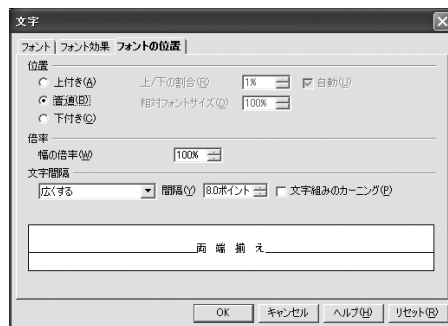 文字
フォント フォント効果 フォントの位置
位置
上付き(A) 上/下の割合(R) 1% 自動(U)
普通(B) 相対フォントサイズ(D) 100%
下付き(C)
倍率
幅の倍率(W) 100%
文字間隔
広くする 間隔(Y) 8.0ポイント 文字組みのカーニング(P)
両端揃え
OK キャンセル ヘルプ(H) リセット(R)